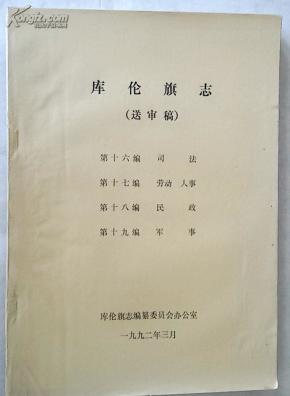 库伦旗志
(送审稿)
第十六编 司法
第十七编 劳动 人事
第十八编 民政
第十九编 军事
库伦旗志编纂委员会办公室
一九九二年三月